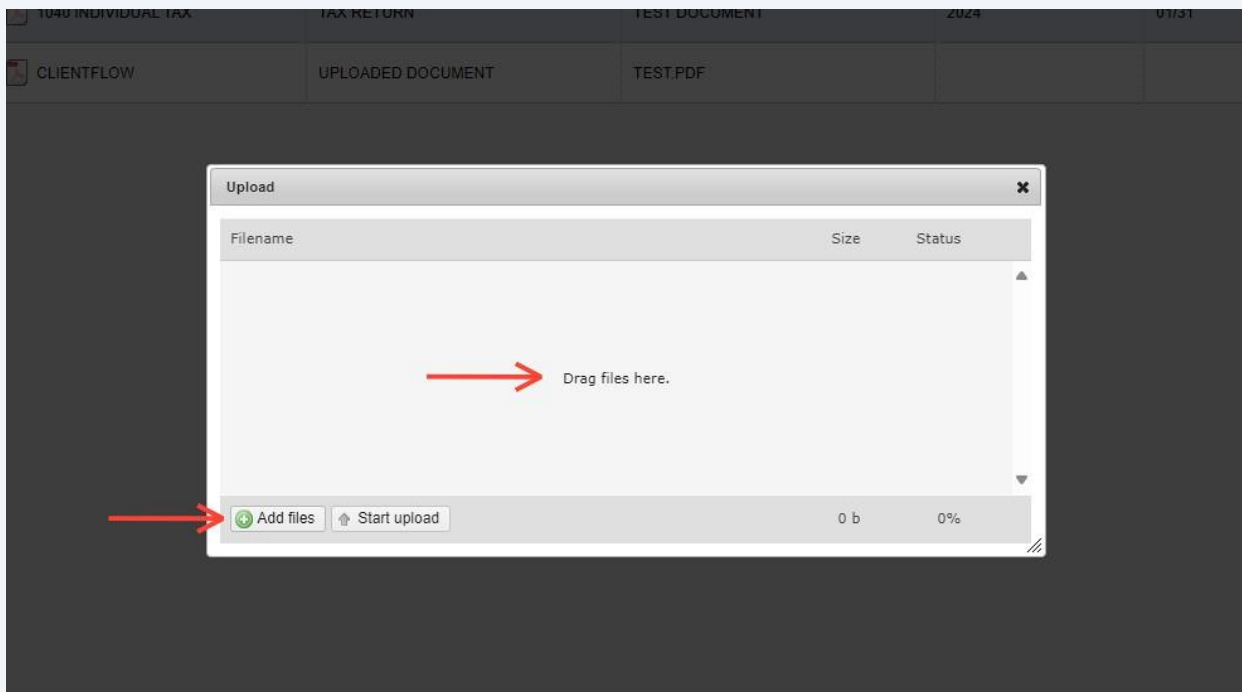 1040 INDIVIDUAL TAX TAX RETURN TEST DOCUMENT 2024 01/31
CLIENTFLOW UPLOADED DOCUMENT TEST.PDF
Upload
Filename Size Status
Drag files here.
Add files Start upload 0 b 0%